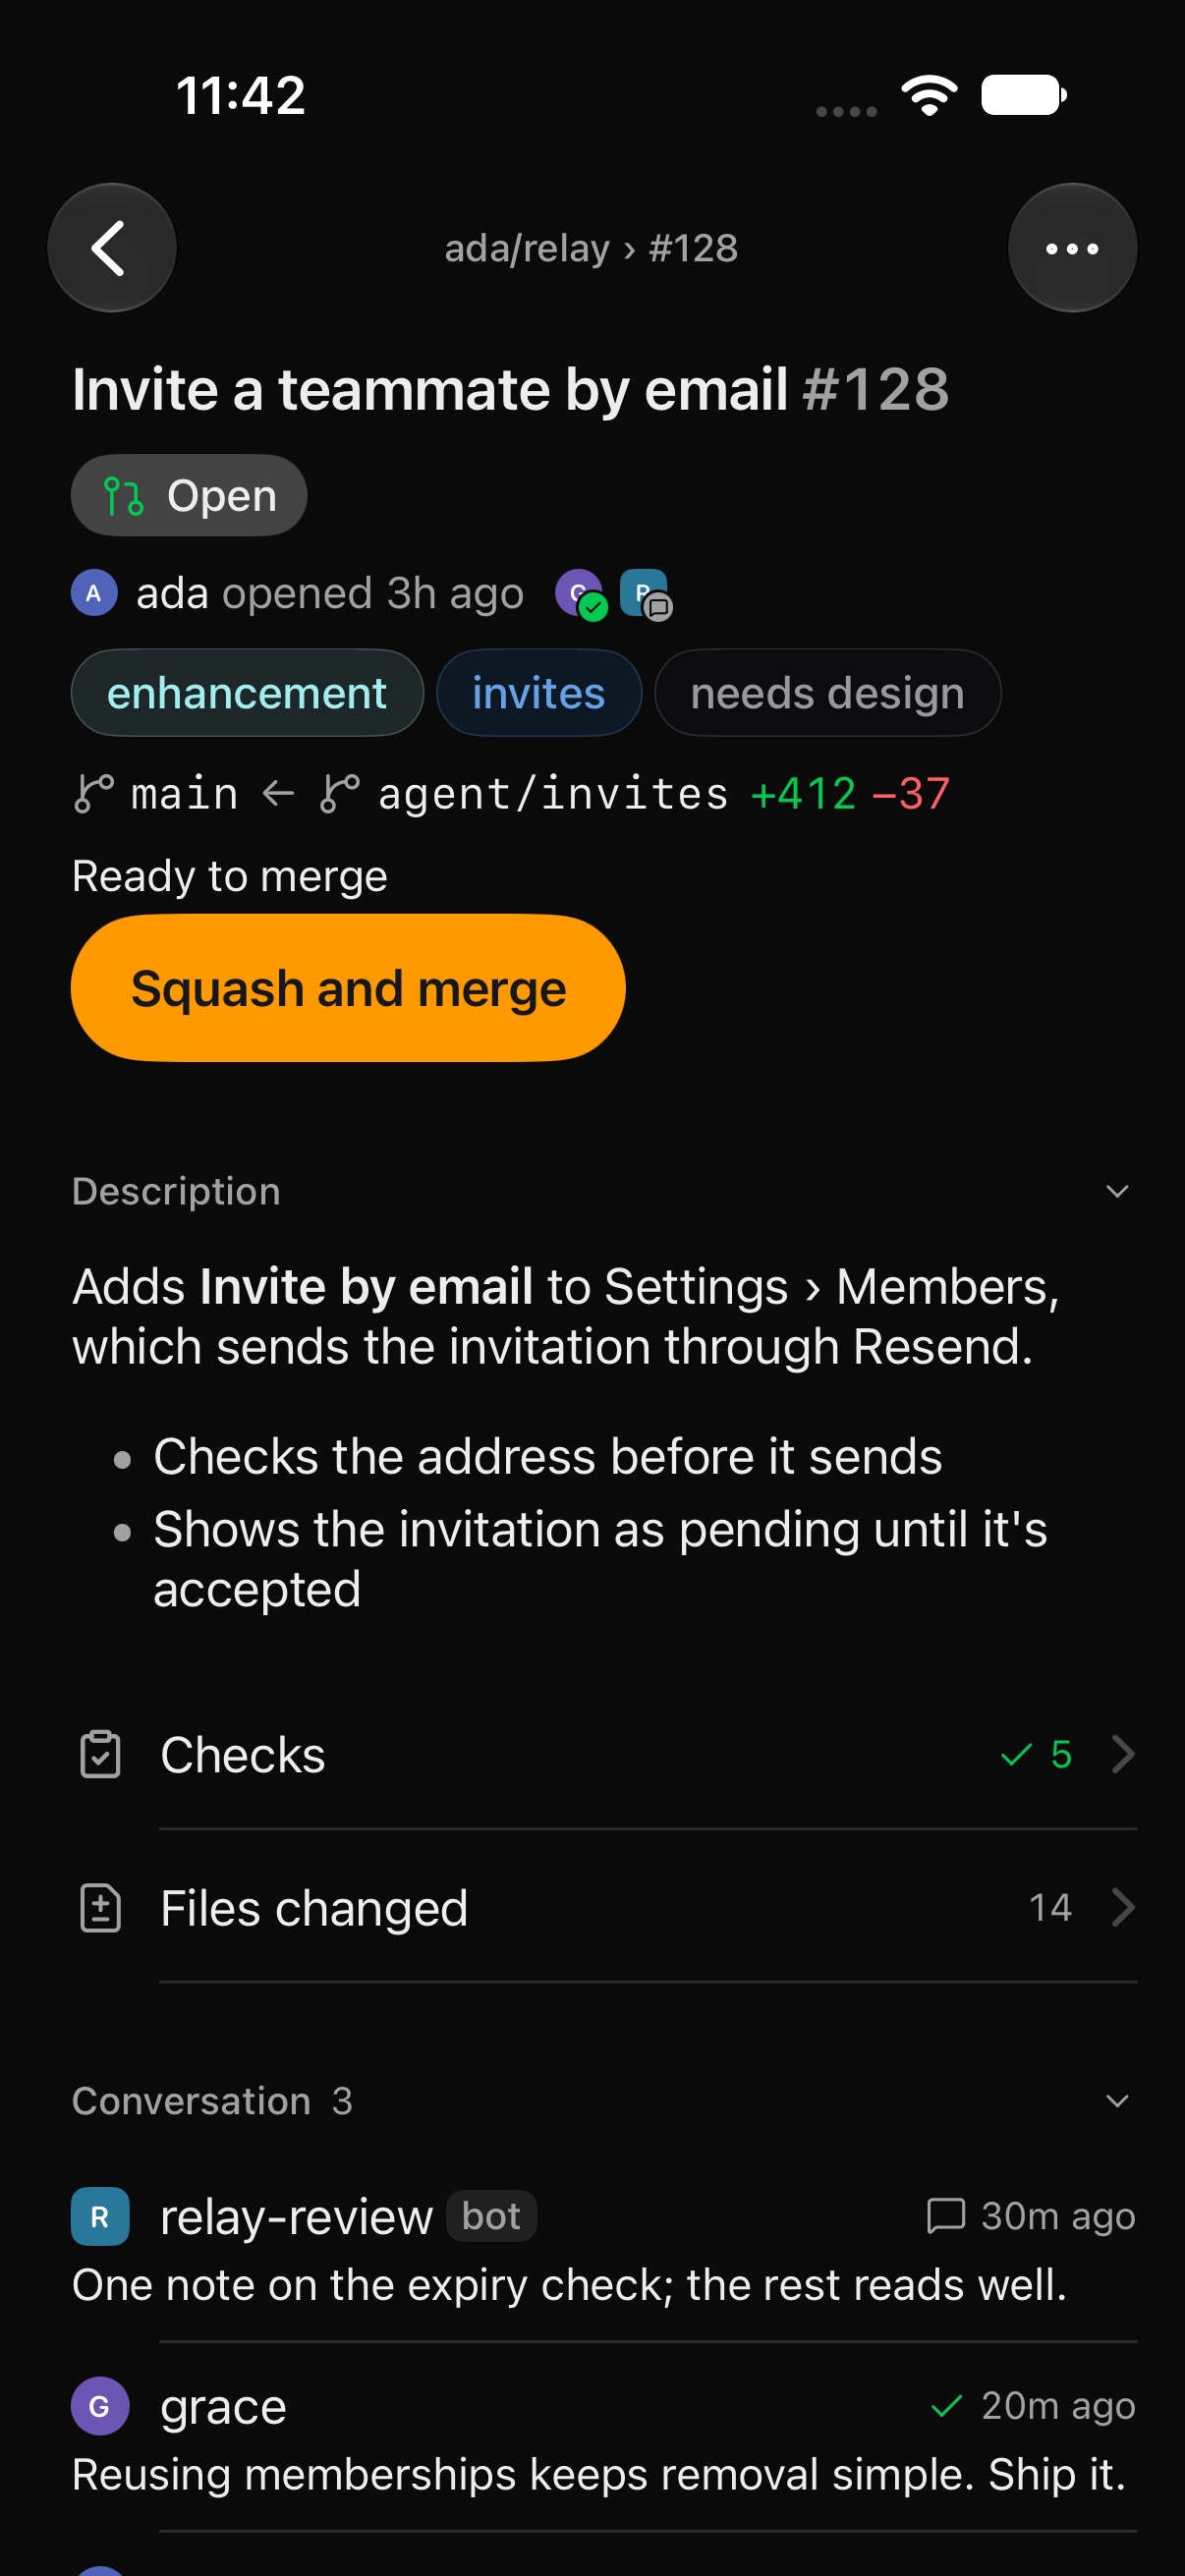 11:42
ada/relay › #128
Invite a teammate by email #128
Open
A ada opened 3h ago G R
enhancement invites needs design
main ← agent/invites +412 −37
Ready to merge
Squash and merge
Description
Adds Invite by email to Settings › Members,
which sends the invitation through Resend.
• Checks the address before it sends
• Shows the invitation as pending until it's
accepted
Checks 5
Files changed 14
Conversation 3
R relay-review bot 30m ago
One note on the expiry check; the rest reads well.
G grace 20m ago
Reusing memberships keeps removal simple. Ship it.